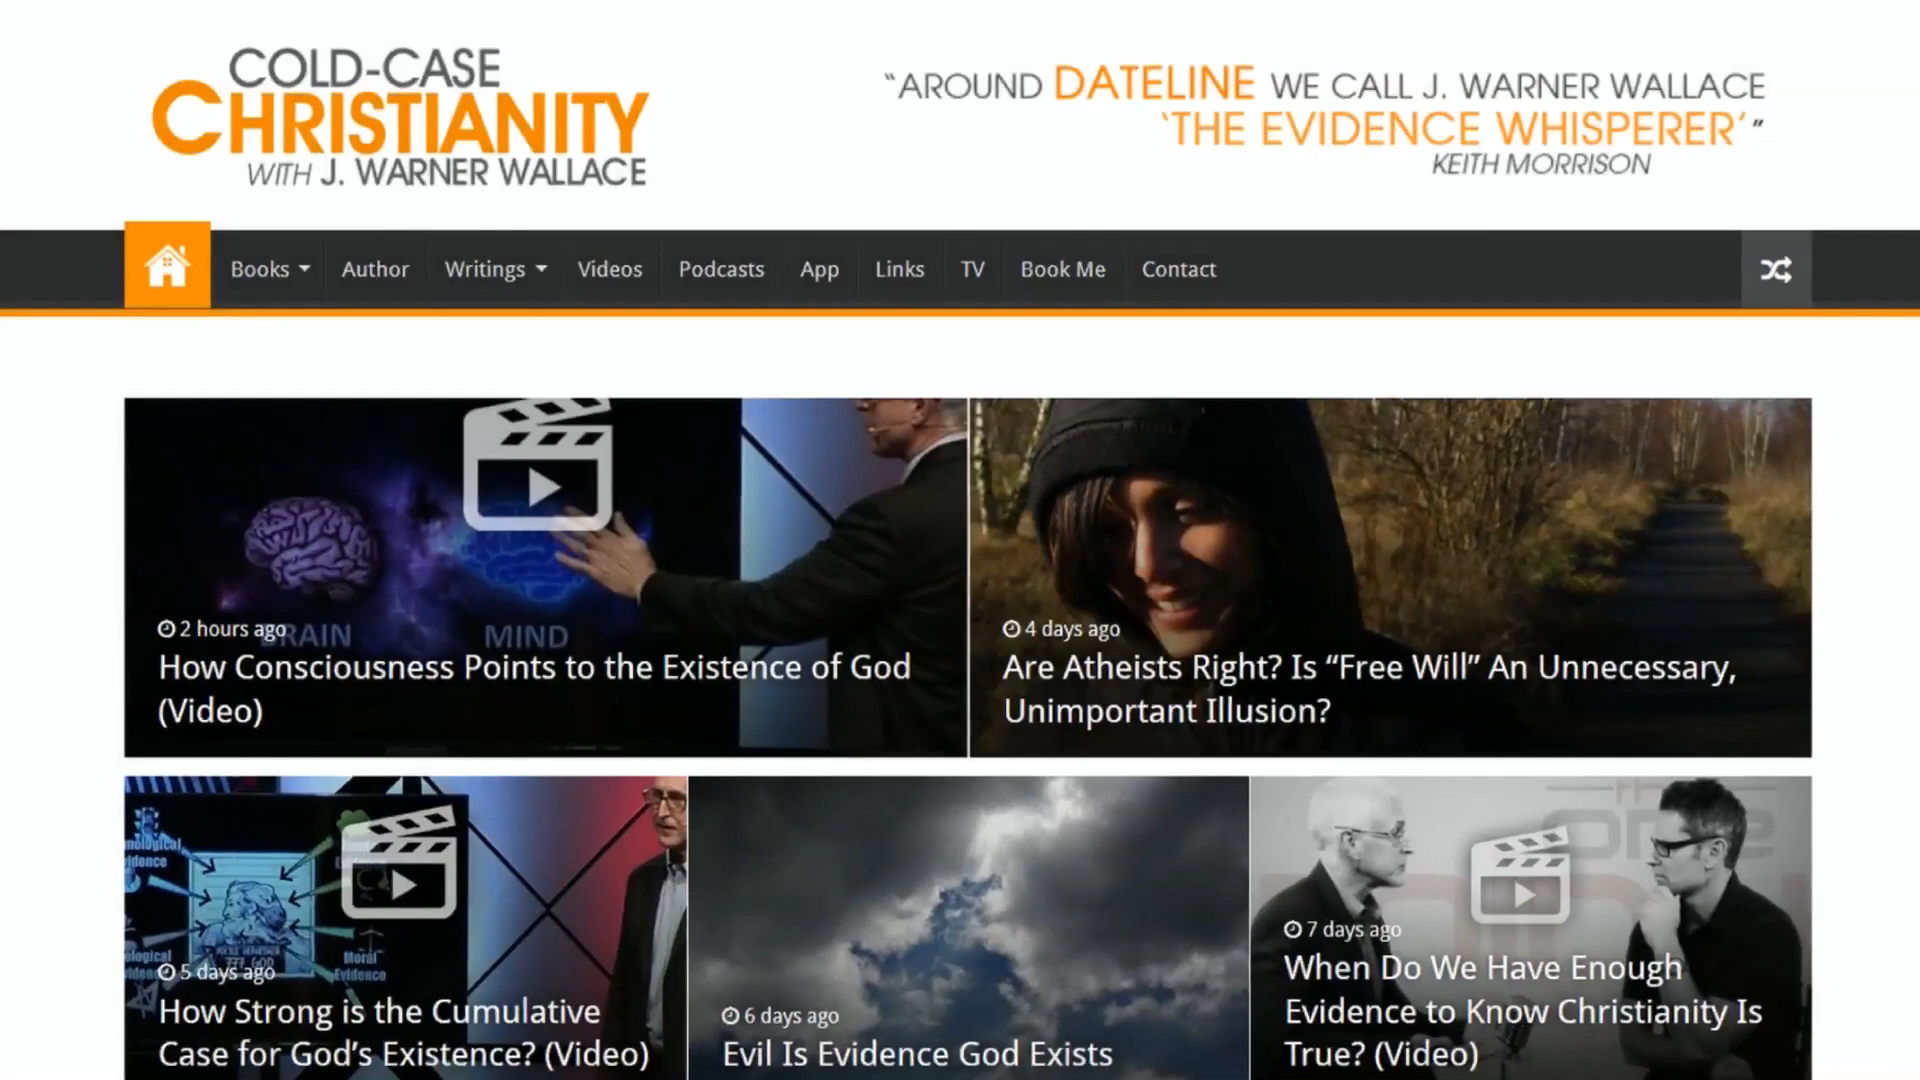 COLD-CASE
CHRISTIANITY
WITH J. WARNER WALLACE
“AROUND DATELINE WE CALL J. WARNER WALLACE
‘THE EVIDENCE WHISPERER’”
KEITH MORRISON
Books Author Writings Videos Podcasts App Links TV Book Me Contact
BRAIN MIND
2 hours ago
How Consciousness Points to the Existence of God
(Video)
4 days ago
Are Atheists Right? Is “Free Will” An Unnecessary,
Unimportant Illusion?
Moral
Evidence
5 days ago
How Strong is the Cumulative
Case for God’s Existence? (Video)
6 days ago
Evil Is Evidence God Exists
7 days ago
When Do We Have Enough
Evidence to Know Christianity Is
True? (Video)